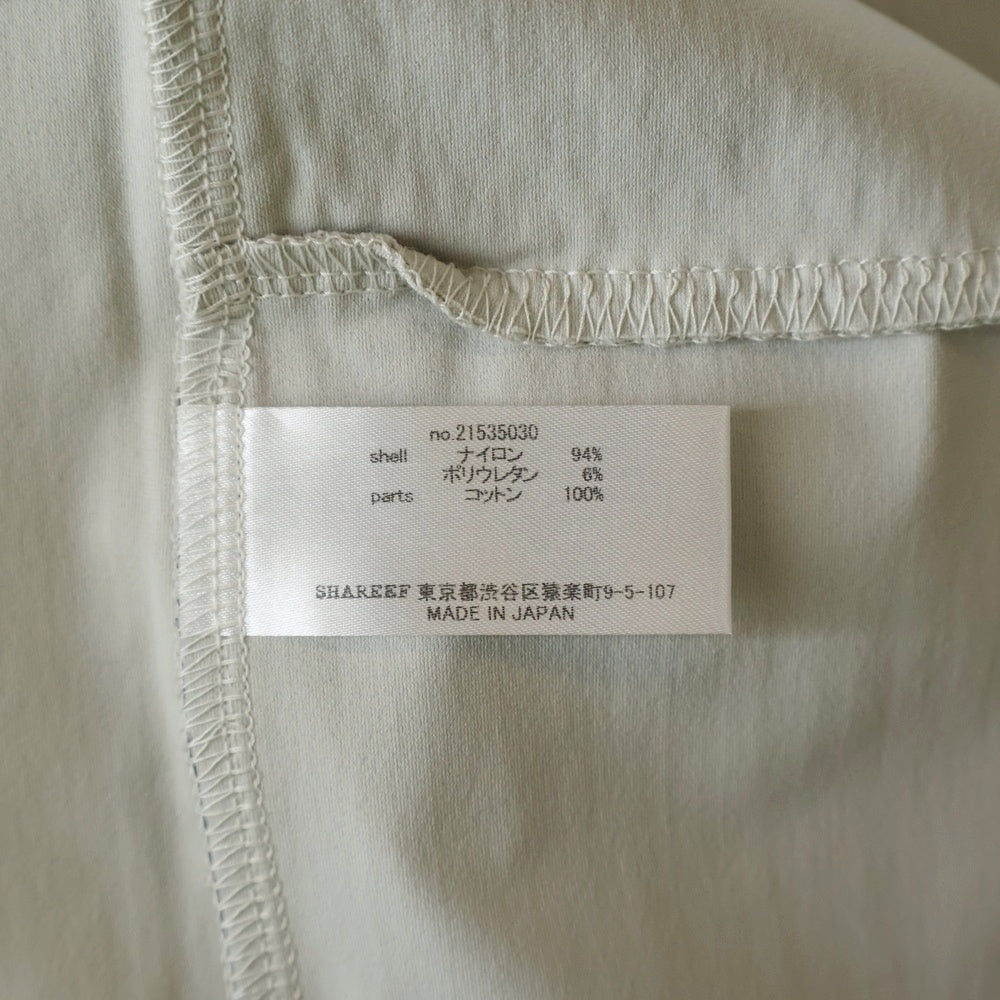 no.21535030
shell ナイロン 94%
ポリウレタン 6%
parts コットン 100%
SHAREEF 東京都渋谷区猿楽町9-5-107
MADE IN JAPAN